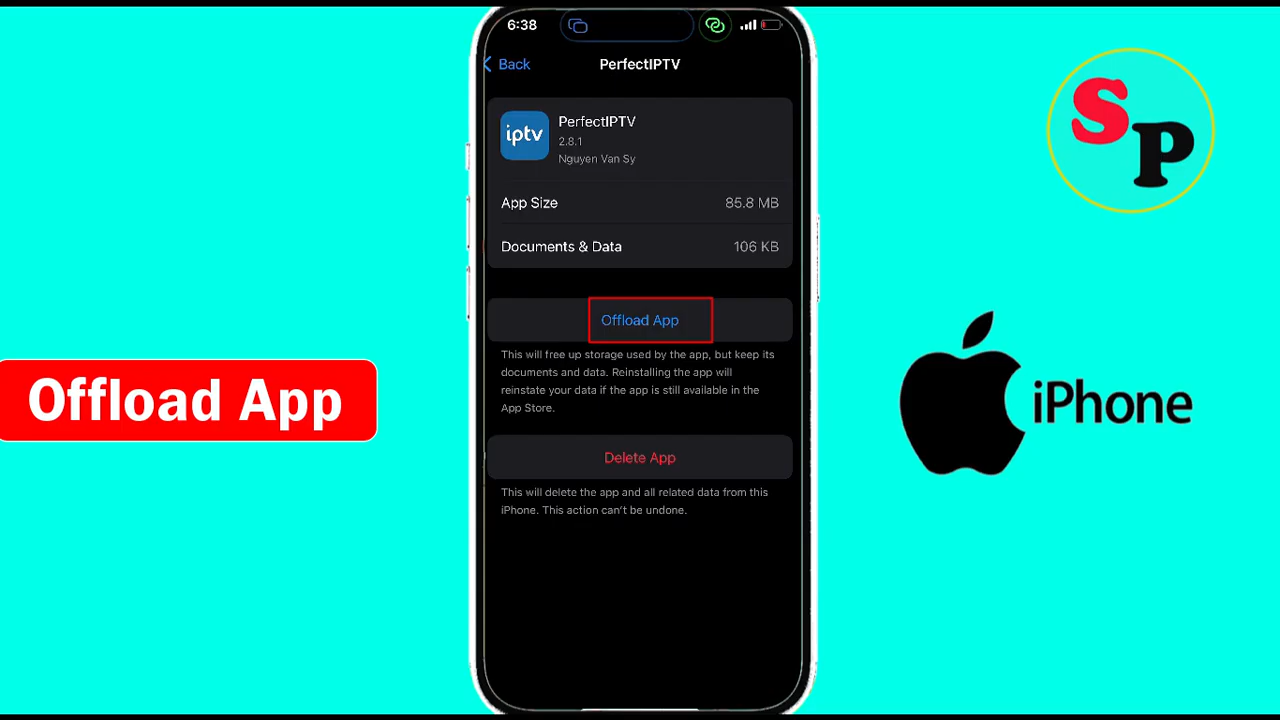 6:38
Back
PerfectIPTV
iptv
PerfectIPTV
2.8.1
Nguyen Van Sy
App Size 85.8 MB
Documents & Data 106 KB
Offload App
This will free up storage used by the app, but keep its
documents and data. Reinstalling the app will
reinstate your data if the app is still available in the
App Store.
Delete App
This will delete the app and all related data from this
iPhone. This action can't be undone.
Offload App
SP
iPhone